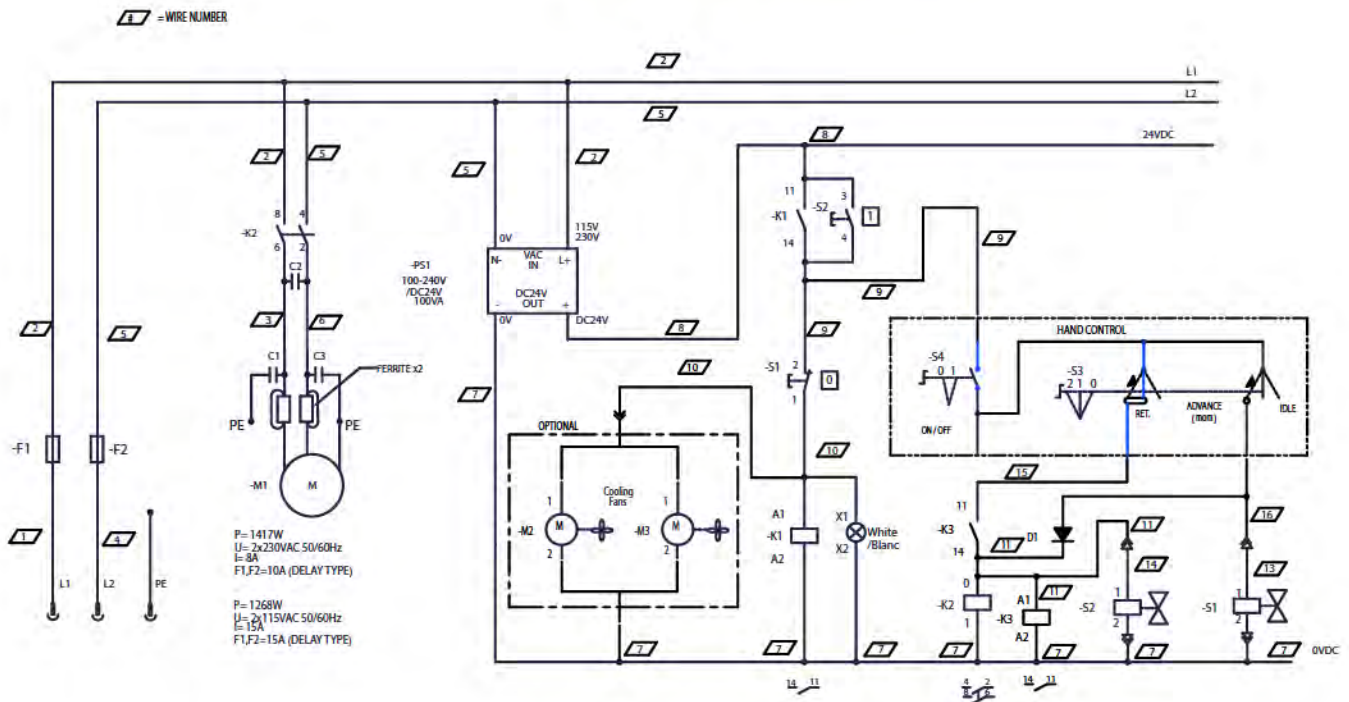 # = WIRE NUMBER
2
L1
L2
5
8
24VDC
2
5
5
2
11
3
-K1
-S2
1
14
4
9
8
4
-K2
6
2
C2
115V
230V
0V
-PS1
N-
VAC
IN
L+
100-240V
/DC24V
100VA
-
DC24V
OUT
+
0V
DC24V
9
2
5
3
6
8
9
HAND CONTROL
C1
C3
FERRITE x2
10
-S1
2
0
1
-S4
0 1
-S3
2 1 0
RET.
ADVANCE
(mom)
IDLE
7
PE
PE
ON/OFF
OPTIONAL
-F1
-F2
10
-M1
M
15
Cooling
Fans
1
1
-M2
M
-M3
M
2
2
A1
-K1
A2
X1
X2
White
/Blanc
11
-K3
14
11
D1
11
16
P= 1417W
U= 2x230VAC 50/60Hz
I= 8A
F1,F2=10A (DELAY TYPE)
1
4
14
13
L1
L2
PE
0
-K2
1
11
A1
-K3
A2
1
-S2
2
1
-S1
2
P= 1268W
U= 2x115VAC 50/60Hz
I= 15A
F1,F2=15A (DELAY TYPE)
7
7
7
7
7
7
7
0VDC
14 11
4 2
8 6
14 11